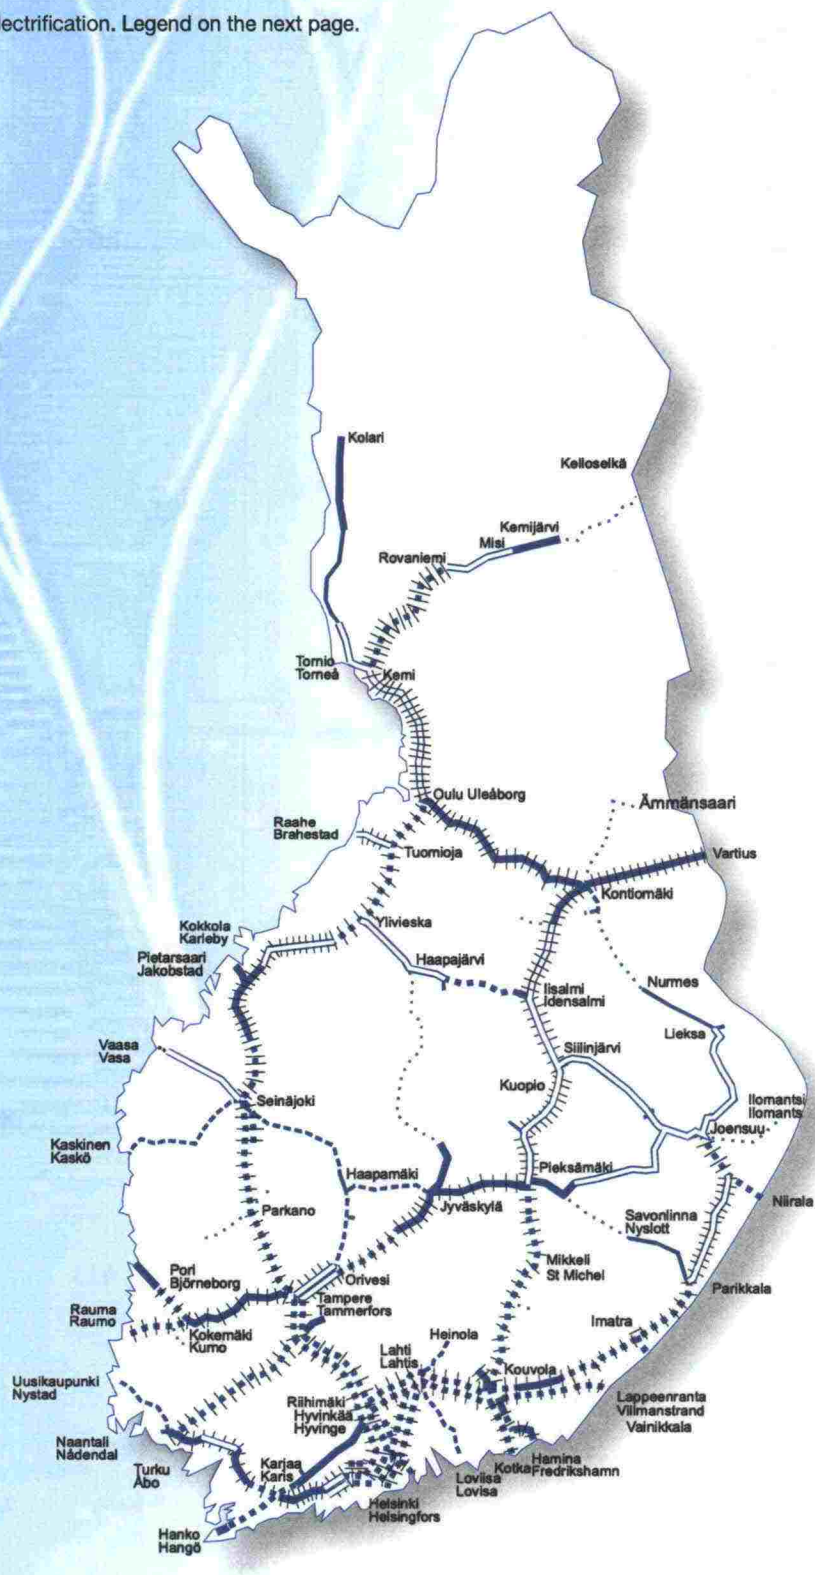 lectrification. Legend on the next page.
Kolari
Kelloselkä
Kemijärvi
Misi
Rovaniemi
Tornio
Torneå
Kemi
Oulu Uleåborg
Ämmänsaari
Raahe
Brahestad
Tuomioja
Vartius
Kontiomäki
Ylivieska
Kokkola
Karleby
Pietarsaari
Jakobstad
Haapajärvi
Iisalmi
Idensalmi
Nurmes
Lieksa
Vaasa
Vasa
Siilinjärvi
Kuopio
Seinäjoki
Ilomantsi
Ilomants
Joensuu
Kaskinen
Kaskö
Haapamäki
Pieksämäki
Jyväskylä
Niirala
Parkano
Savonlinna
Nyslott
Pori
Björneborg
Orivesi
Mikkeli
St Michel
Parikkala
Rauma
Raumo
Tampere
Tammerfors
Kokemäki
Kumo
Imatra
Heinola
Lahti
Lahtis
Kouvola
Uusikaupunki
Nystad
Riihimäki
Hyvinkää
Hyvinge
Lappeenranta
Villmanstrand
Vainikkala
Naantali
Nådendal
Turku
Åbo
Karjaa
Karis
Loviisa
Lovisa
Kotka
Hamina
Fredrikshamn
Helsinki
Helsingfors
Hanko
Hangö